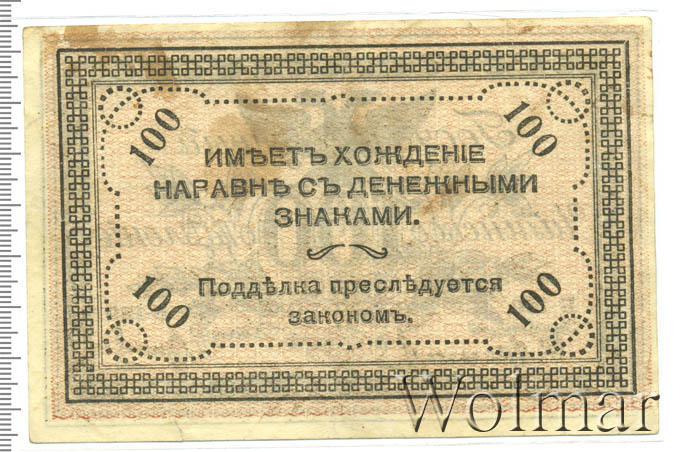 100 100
ИМѢЕТЪ ХОЖДЕНІЕ
НАРАВНѢ СЪ ДЕНЕЖНЫМИ
ЗНАКАМИ.
Поддѣлка преслѣдуется
закономъ.
100 100
Wolmar